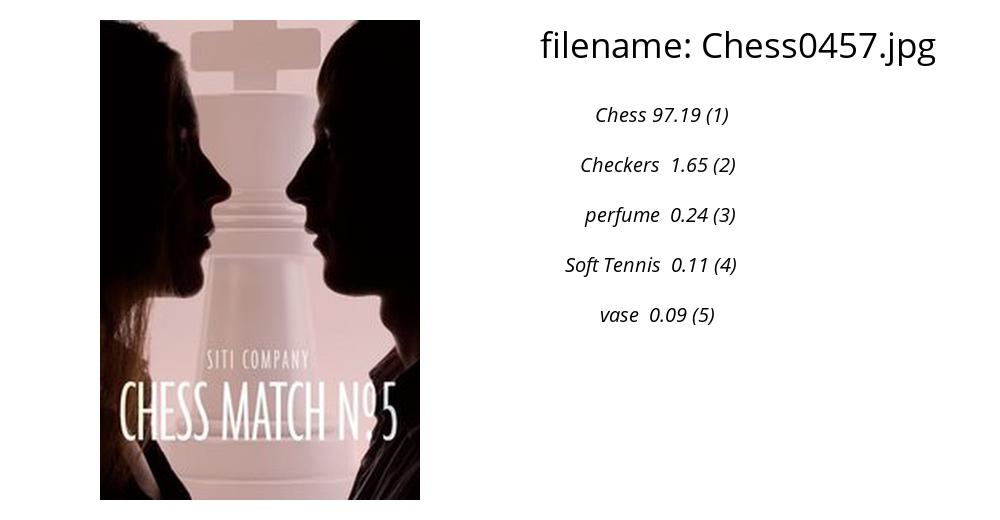 filename: Chess0457.jpg
Chess 97.19 (1)
Checkers 1.65 (2)
perfume 0.24 (3)
Soft Tennis 0.11 (4)
vase 0.09 (5)
SITI COMPANY
CHESS MATCH Nº5